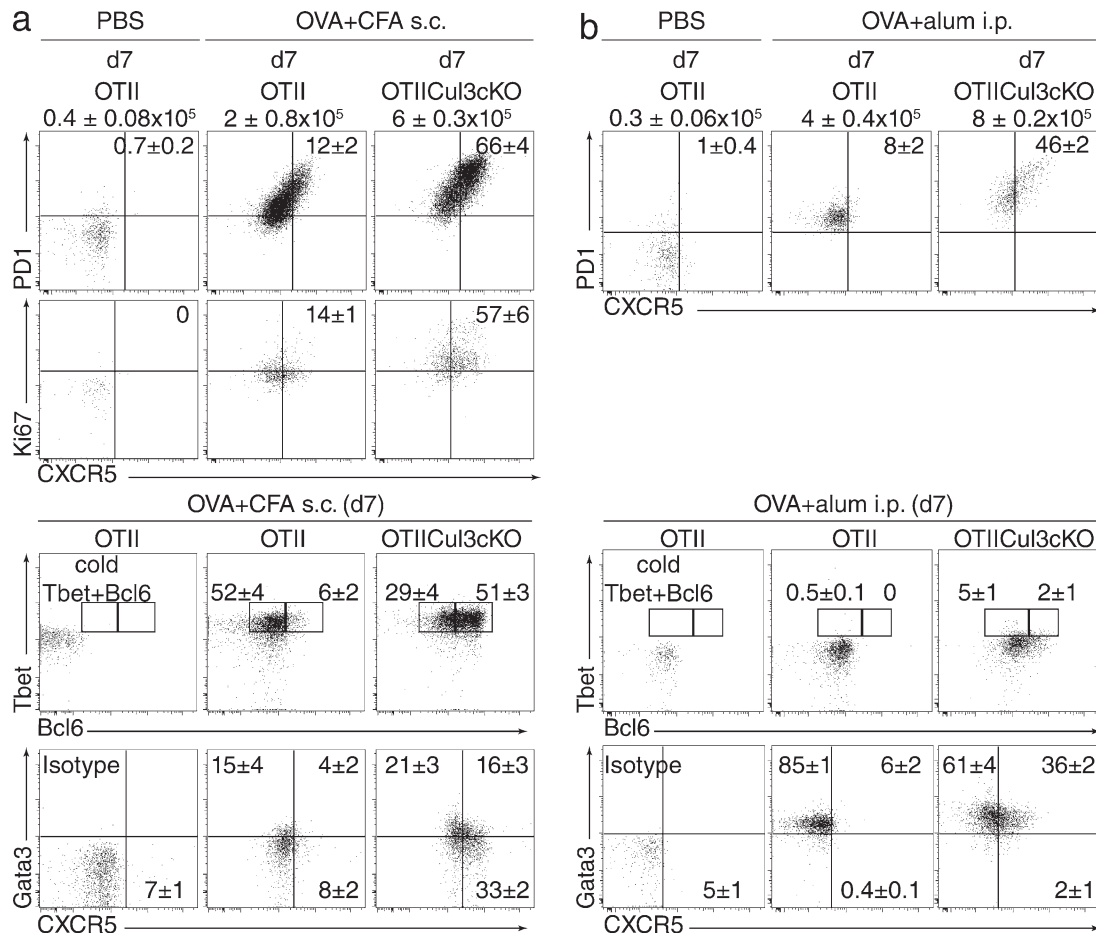 a
PBS OVA+CFA s.c.
d7 d7 d7
OTII OTII OTIICul3cKO
0.4 ± 0.08x10⁵ 2 ± 0.8x10⁵ 6 ± 0.3x10⁵
0.7±0.2 12±2 66±4
PD1
0 14±1 57±6
Ki67
CXCR5
OVA+CFA s.c. (d7)
OTII OTII OTIICul3cKO
cold
Tbet+Bcl6 52±4 6±2 29±4 51±3
Tbet
Bcl6
Isotype 15±4 4±2 21±3 16±3
7±1 8±2 33±2
Gata3
CXCR5
b
PBS OVA+alum i.p.
d7 d7 d7
OTII OTII OTIICul3cKO
0.3 ± 0.06x10⁵ 4 ± 0.4x10⁵ 8 ± 0.2x10⁵
1±0.4 8±2 46±2
PD1
CXCR5
OVA+alum i.p. (d7)
OTII OTII OTIICul3cKO
cold
Tbet+Bcl6 0.5±0.1 0 5±1 2±1
Tbet
Bcl6
Isotype 85±1 6±2 61±4 36±2
5±1 0.4±0.1 2±1
Gata3
CXCR5